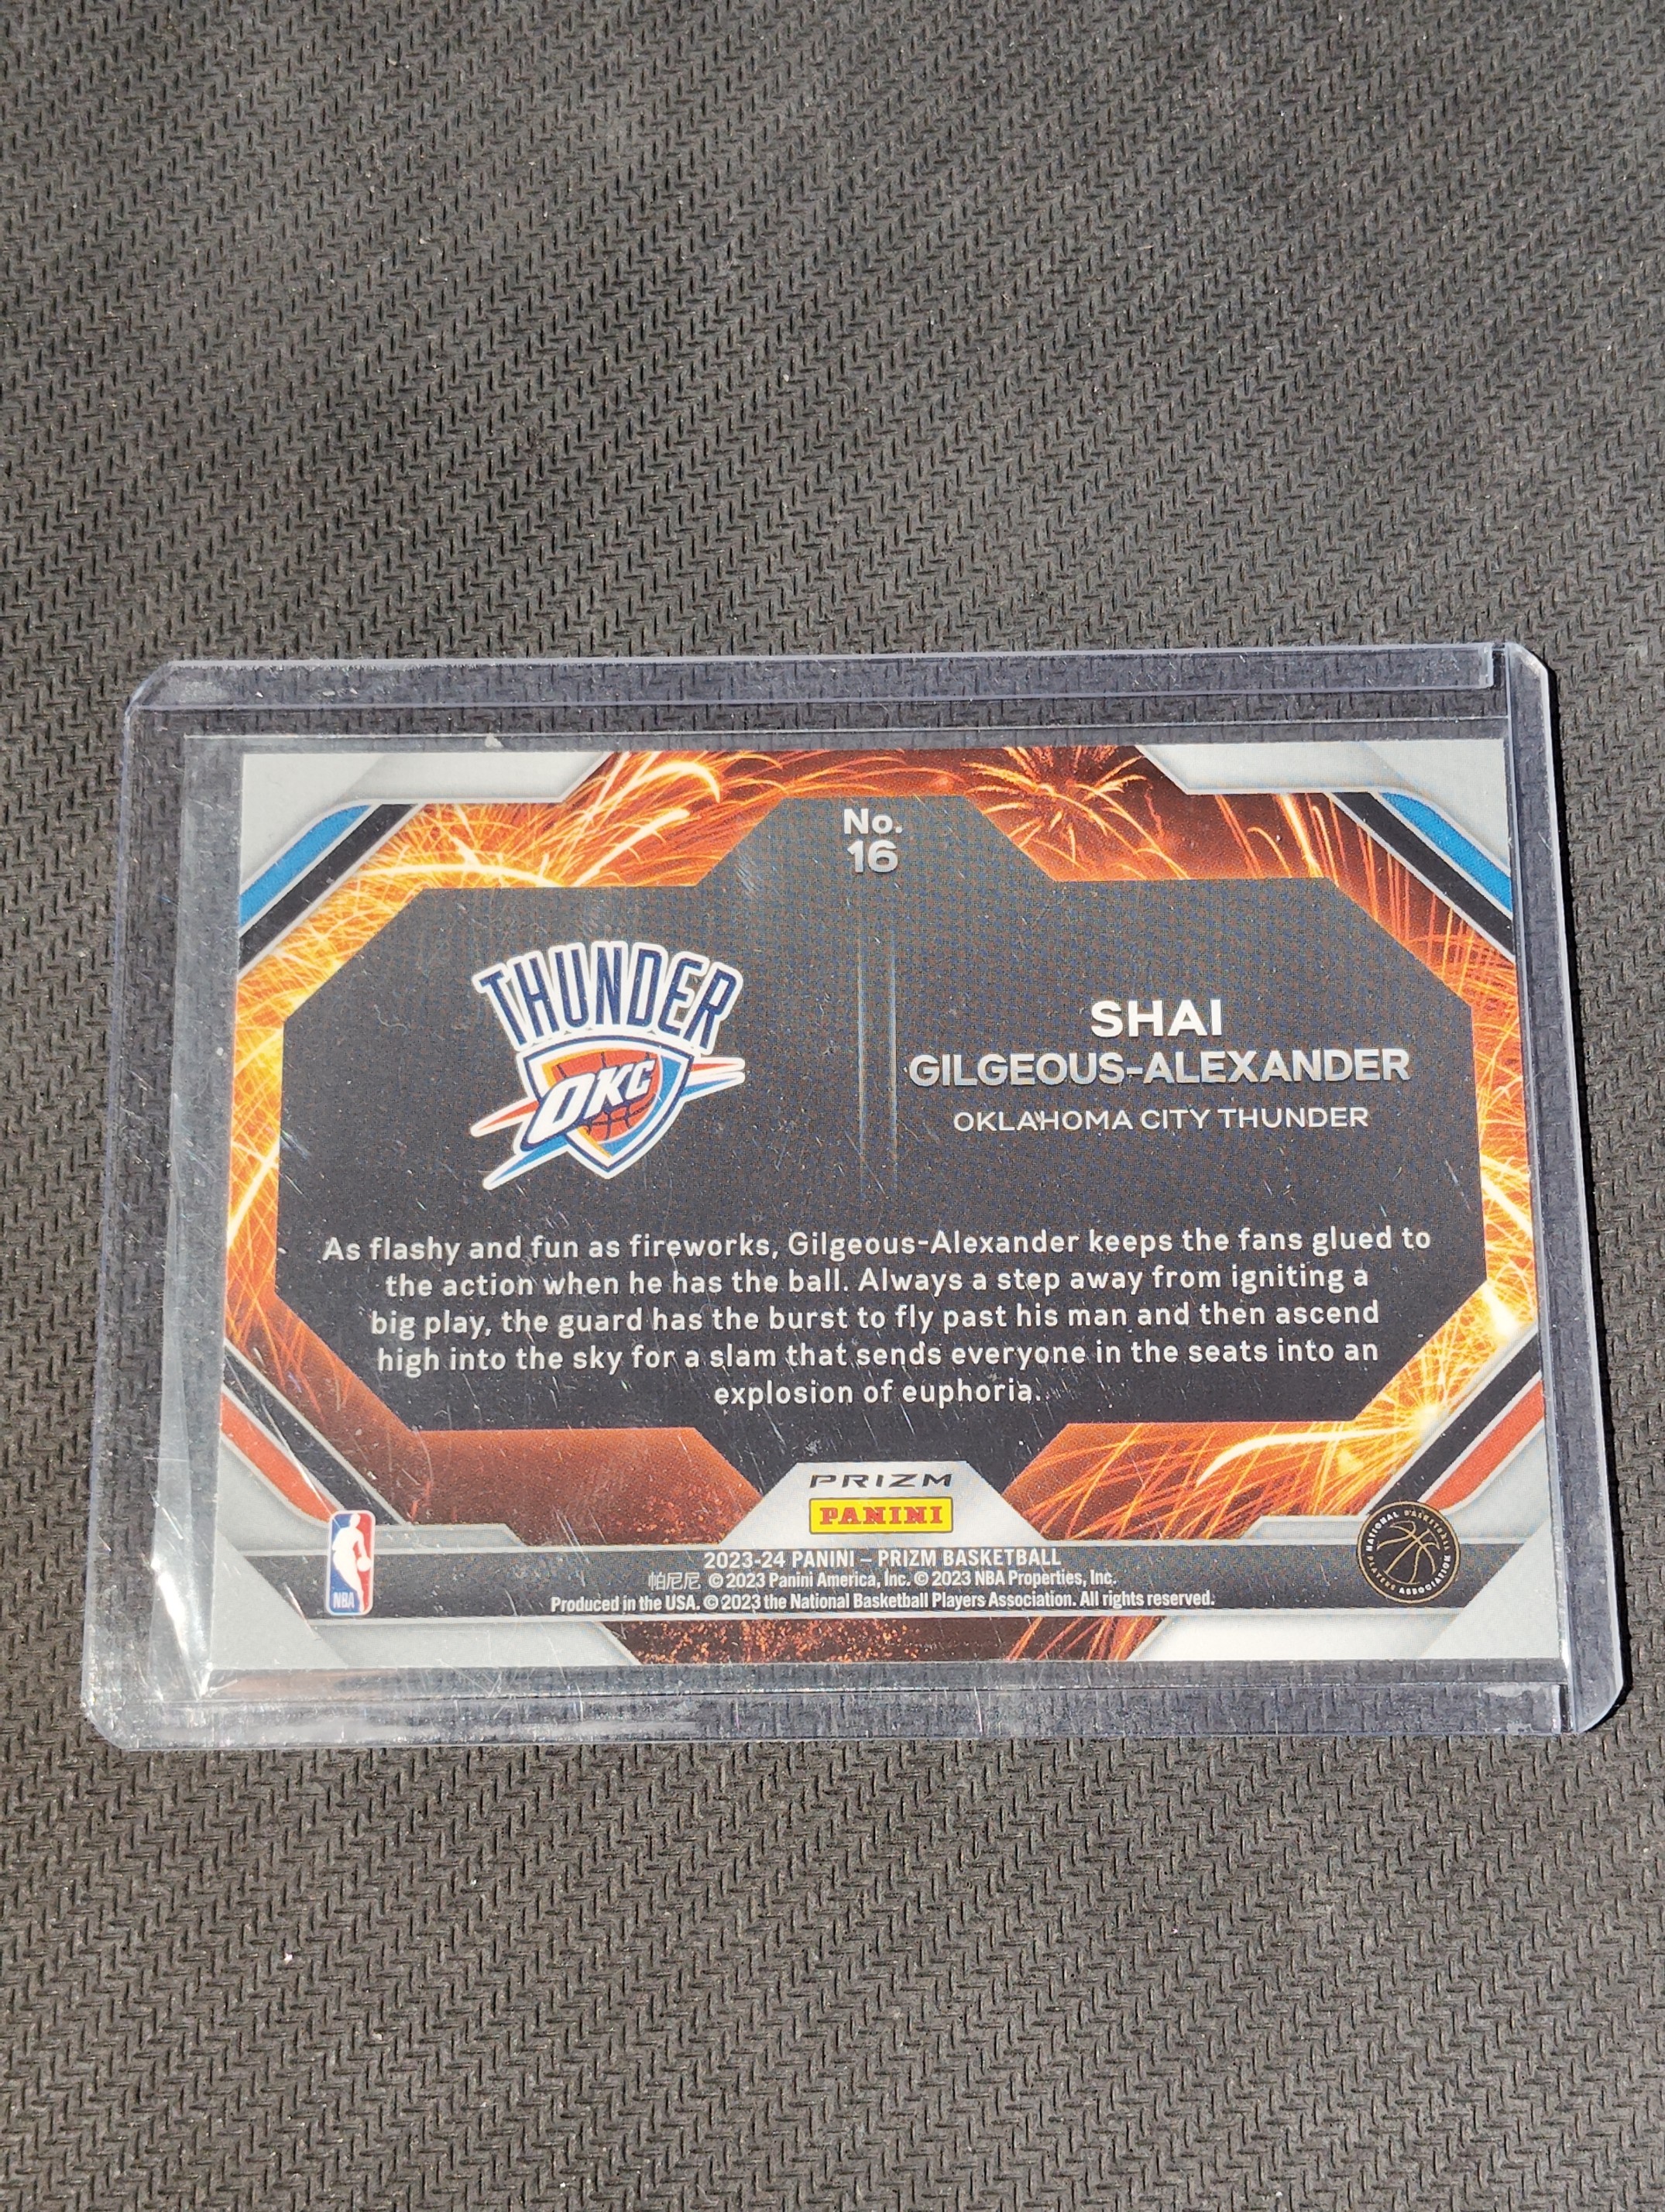 No.
16
THUNDER
OKC
SHAI
GILGEOUS-ALEXANDER
OKLAHOMA CITY THUNDER
As flashy and fun as fireworks, Gilgeous-Alexander keeps the fans glued to
the action when he has the ball. Always a step away from igniting a
big play, the guard has the burst to fly past his man and then ascend
high into the sky for a slam that sends everyone in the seats into an
explosion of euphoria.
PRIZM
PANINI
NBA
NATIONAL BASKETBALL
PLAYERS ASSOCIATION
2023-24 PANINI – PRIZM BASKETBALL
帕尼尼 © 2023 Panini America, Inc. © 2023 NBA Properties, Inc.
Produced in the USA. © 2023 the National Basketball Players Association. All rights reserved.